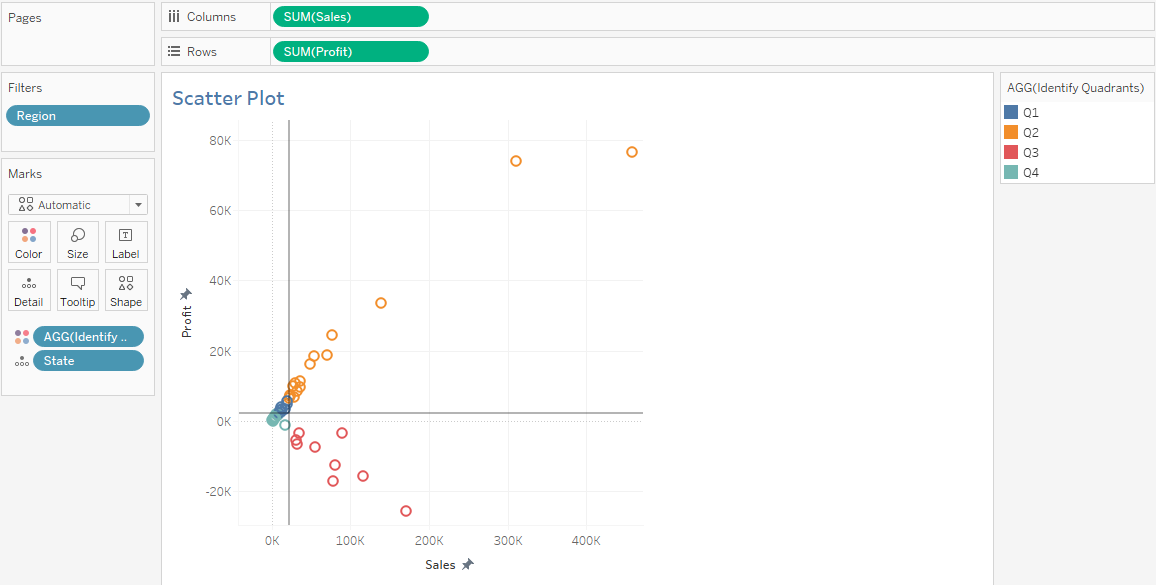 Pages
Columns
SUM(Sales)
Rows
SUM(Profit)
Filters
Region
Marks
Automatic
Color
Size
T
Label
Detail
Tooltip
Shape
AGG(Identify ..
State
Scatter Plot
80K
60K
40K
20K
0K
-20K
Profit
0K
100K
200K
300K
400K
Sales
AGG(Identify Quadrants)
Q1
Q2
Q3
Q4